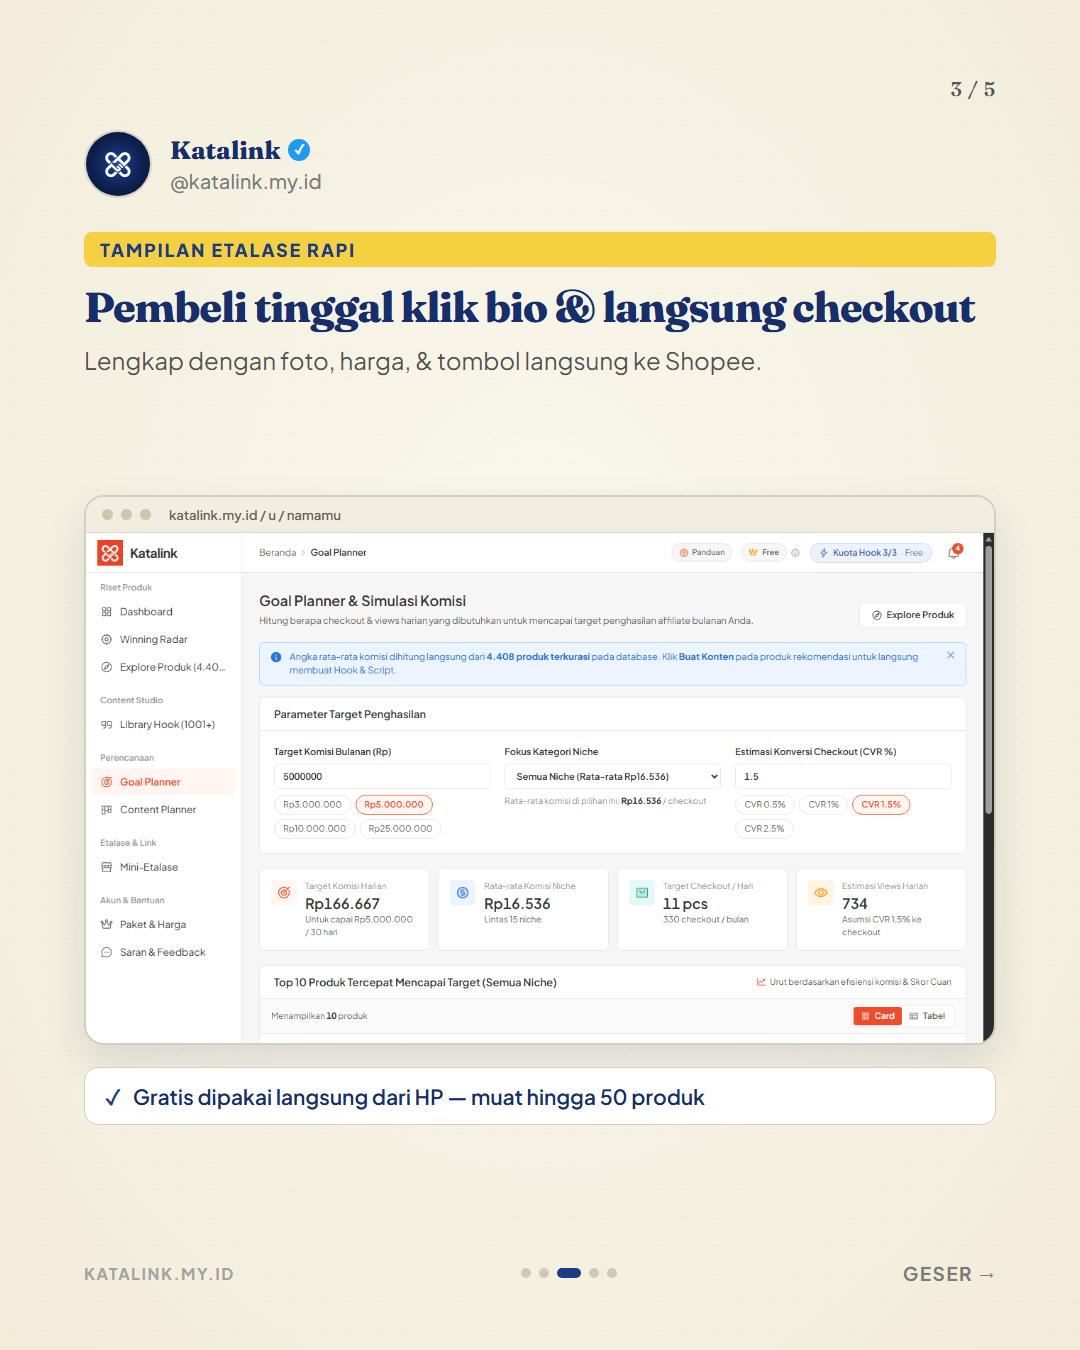 3 / 5
Katalink
@katalink.my.id
TAMPILAN ETALASE RAPI
Pembeli tinggal klik bio & langsung checkout
Lengkap dengan foto, harga, & tombol langsung ke Shopee.
katalink.my.id / u / namamu
Katalink
Beranda > Goal Planner
Panduan
Free
Kuota Hook 3/3 · Free
4
Riset Produk
Dashboard
Winning Radar
Explore Produk (4.40...
Content Studio
Library Hook (1001+)
Perencanaan
Goal Planner
Content Planner
Etalase & Link
Mini-Etalase
Akun & Bantuan
Paket & Harga
Saran & Feedback
Goal Planner & Simulasi Komisi
Hitung berapa checkout & views harian yang dibutuhkan untuk mencapai target penghasilan affiliate bulanan Anda.
Explore Produk
Angka rata-rata komisi dihitung langsung dari 4.408 produk terkurasi pada database. Klik Buat Konten pada produk rekomendasi untuk langsung
membuat Hook & Script.
Parameter Target Penghasilan
Target Komisi Bulanan (Rp)
5000000
Rp3.000.000
Rp5.000.000
Rp10.000.000
Rp25.000.000
Fokus Kategori Niche
Semua Niche (Rata-rata Rp16.536)
Rata-rata komisi di pilihan ini: Rp16.536 / checkout
Estimasi Konversi Checkout (CVR %)
1.5
CVR 0.5%
CVR 1%
CVR 1.5%
CVR 2.5%
Target Komisi Harian
Rp166.667
Untuk capai Rp5.000.000
/ 30 hari
Rata-rata Komisi Niche
Rp16.536
Lintas 15 niche
Target Checkout / Hari
11 pcs
330 checkout / bulan
Estimasi Views Harian
734
Asumsi CVR 1,5% ke
checkout
Top 10 Produk Tercepat Mencapai Target (Semua Niche)
Urut berdasarkan efisiensi komisi & Skor Cuan
Menampilkan 10 produk
Card
Tabel
✓ Gratis dipakai langsung dari HP — muat hingga 50 produk
KATALINK.MY.ID
GESER →